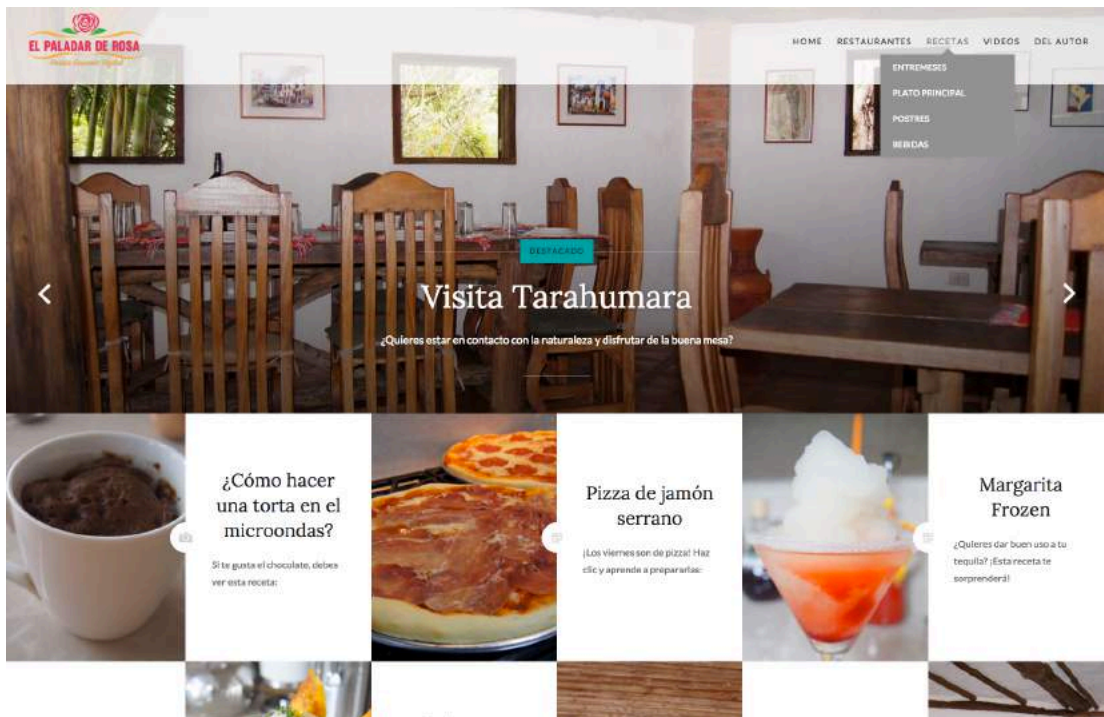 EL PALADAR DE ROSA
HOME RESTAURANTES RECETAS VIDEOS DEL AUTOR
ENTREMESES
PLATO PRINCIPAL
POSTRES
BEBIDAS
DESTACADO
Visita Tarahumara
¿Quieres estar en contacto con la naturaleza y disfrutar de la buena mesa?
¿Cómo hacer
una torta en el
microondas?
Si te gusta el chocolate, debes
ver esta receta:
Pizza de jamón
serrano
¡Los viernes son de pizza! Haz
clic y aprende a prepararlas:
Margarita
Frozen
¿Quieres dar buen uso a tu
tequila? ¡Esta receta te
sorprenderá!